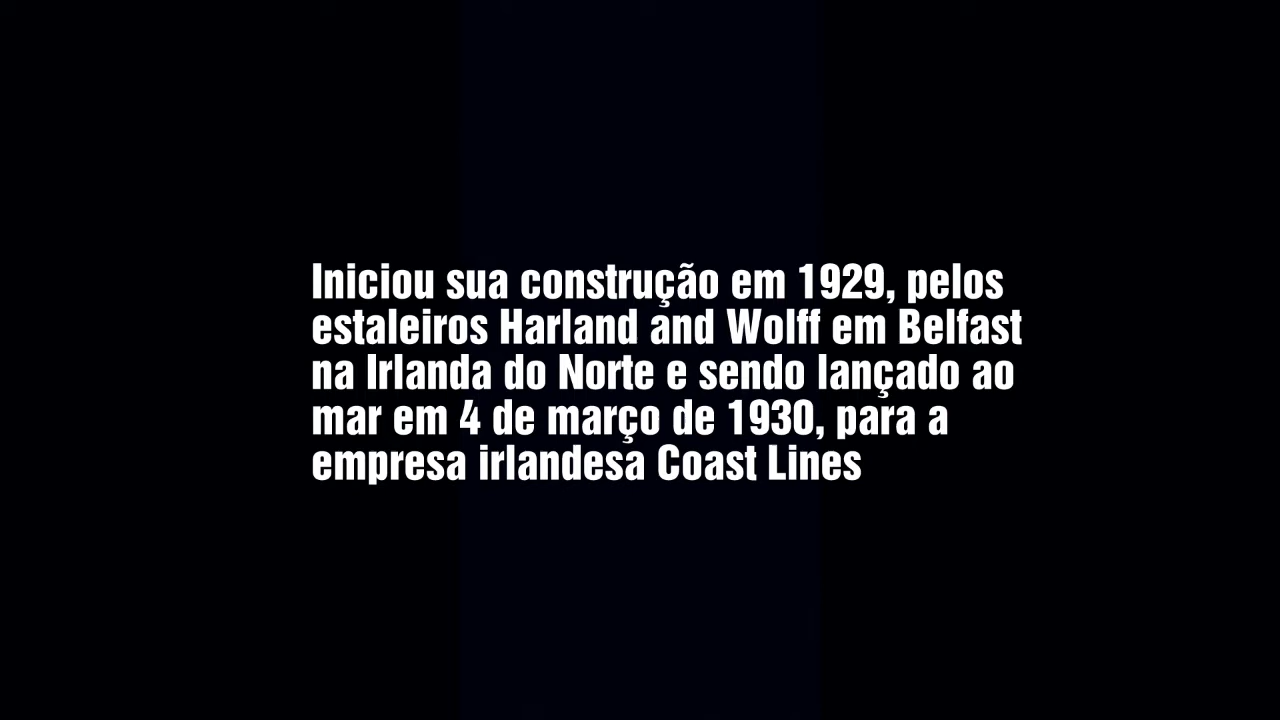 Iniciou sua construção em 1929, pelos
estaleiros Harland and Wolff em Belfast
na Irlanda do Norte e sendo lançado ao
mar em 4 de março de 1930, para a
empresa irlandesa Coast Lines